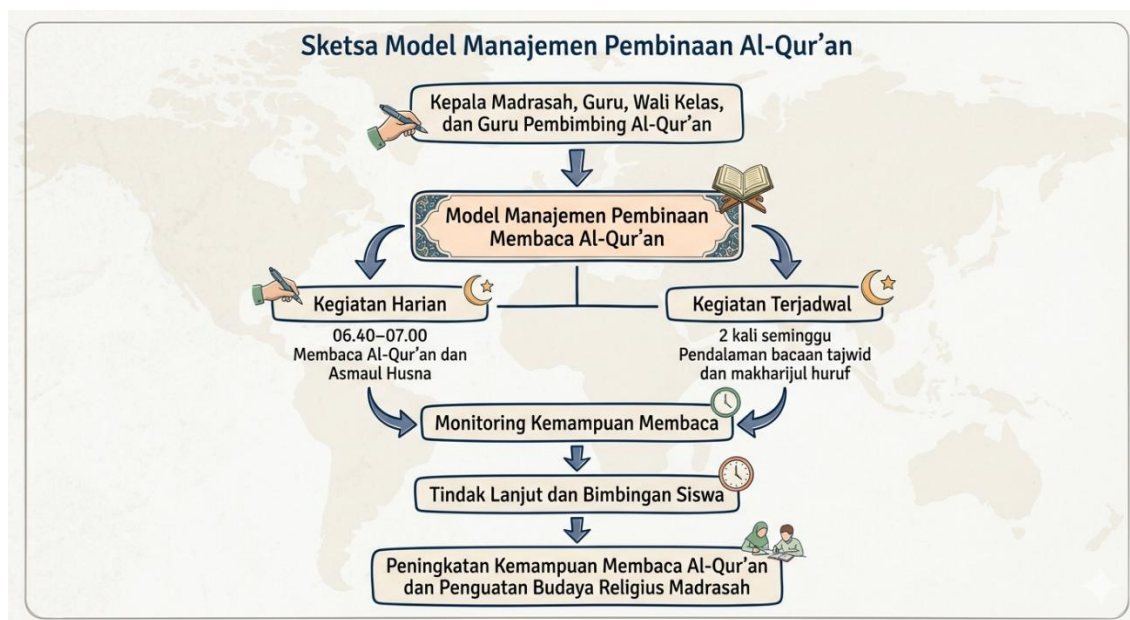 Sketsa Model Manajemen Pembinaan Al-Qur’an
Kepala Madrasah, Guru, Wali Kelas,
dan Guru Pembimbing Al-Qur’an
Model Manajemen Pembinaan
Membaca Al-Qur’an
Kegiatan Harian
06.40–07.00
Membaca Al-Qur’an dan
Asmaul Husna
Kegiatan Terjadwal
2 kali seminggu
Pendalaman bacaan tajwid
dan makharijul huruf
Monitoring Kemampuan Membaca
Tindak Lanjut dan Bimbingan Siswa
Peningkatan Kemampuan Membaca Al-Qur’an
dan Penguatan Budaya Religius Madrasah